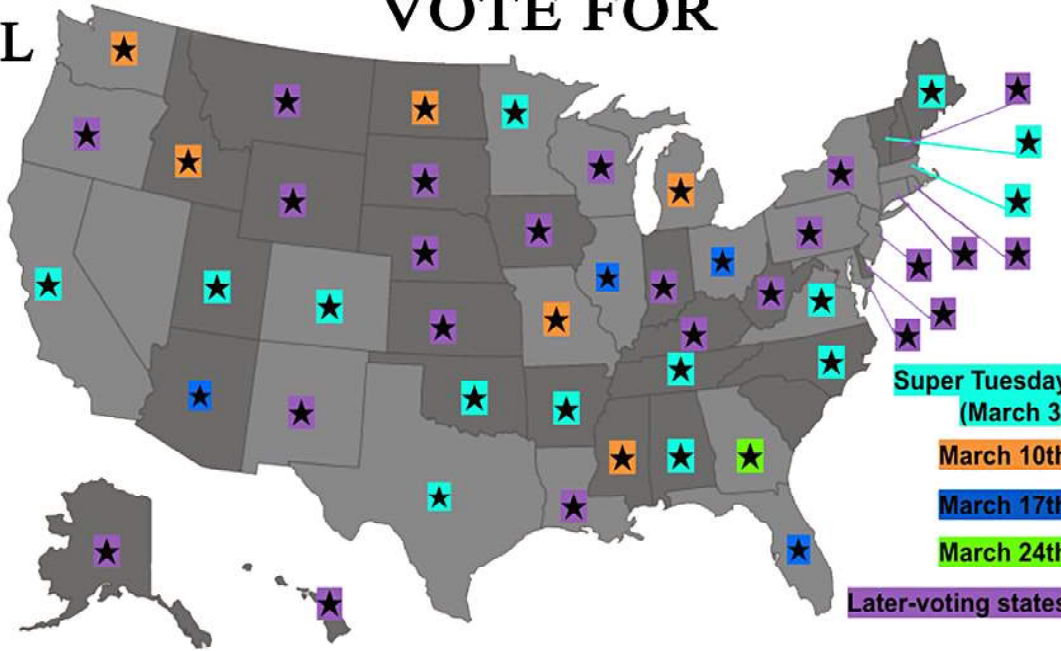 VOTE FOR
L
Super Tuesday
(March 3
March 10th
March 17th
March 24th
Later-voting states